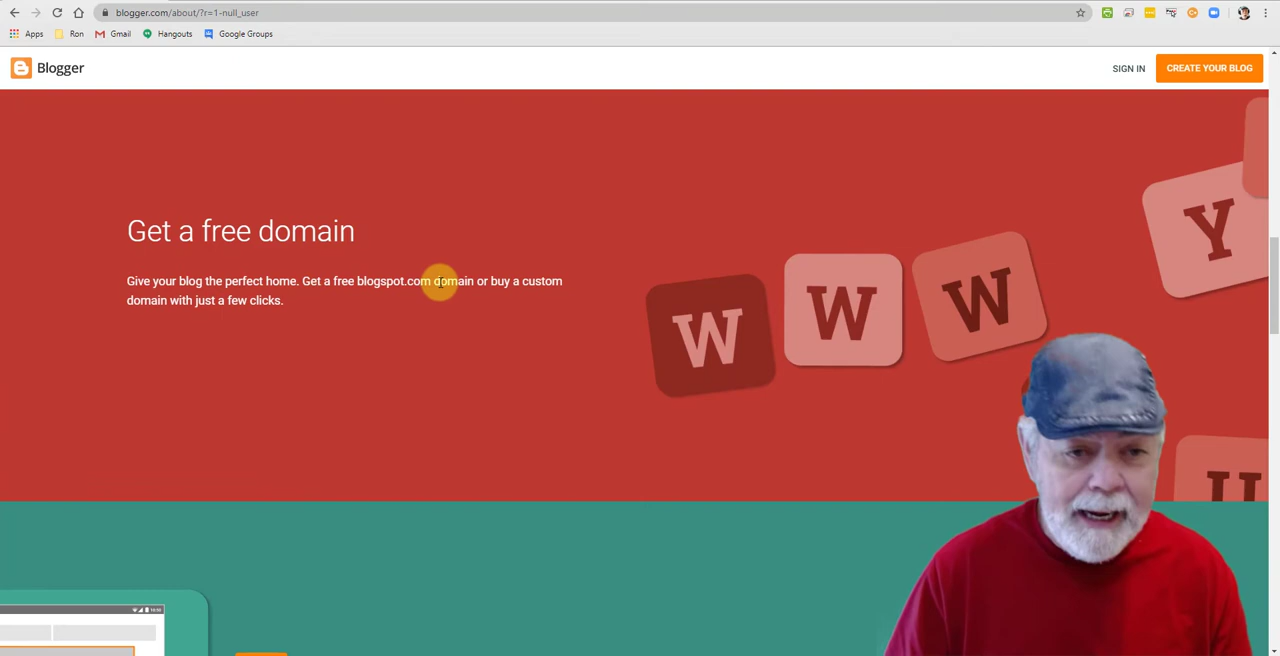 blogger.com/about/?r=1-null_user
Apps Ron Gmail Hangouts Google Groups
Blogger
SIGN IN
CREATE YOUR BLOG
Get a free domain
Give your blog the perfect home. Get a free blogspot.com domain or buy a custom
domain with just a few clicks.
W W W Y
U